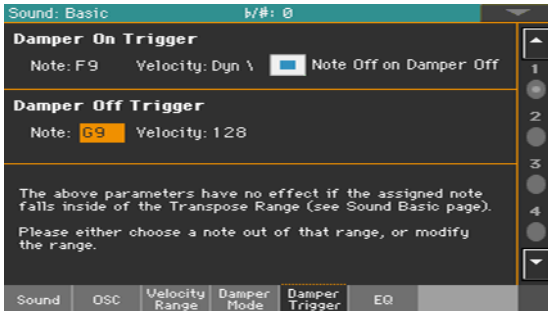 Sound: Basic ♭/#: 0
Damper On Trigger
Note: F9 Velocity: Dyn \ Note Off on Damper Off
Damper Off Trigger
Note: G9 Velocity: 128
The above parameters have no effect if the assigned note
falls inside of the Transpose Range (see Sound Basic page).
Please either choose a note out of that range, or modify
the range.
1
2
3
4
Sound OSC Velocity Range Damper Mode Damper Trigger EQ